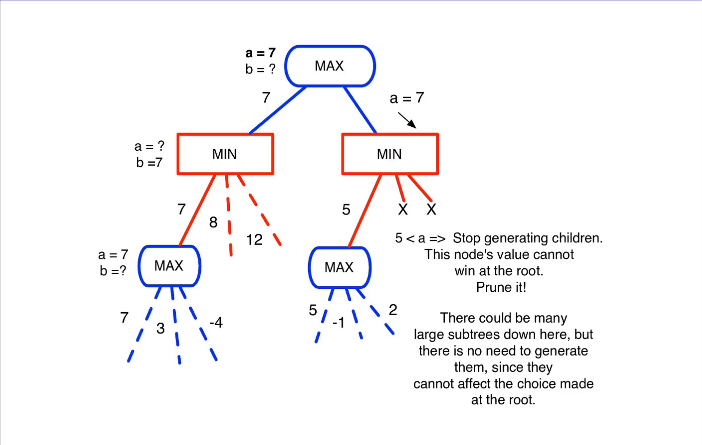 a = 7
b = ?
MAX
7
a = 7
a = ?
b =7
MIN
MIN
7
8
12
5
X X
5 < a => Stop generating children.
This node's value cannot
win at the root.
Prune it!
a = 7
b =?
MAX
MAX
7
3
-4
5
-1
2
There could be many
large subtrees down here, but
there is no need to generate
them, since they
cannot affect the choice made
at the root.